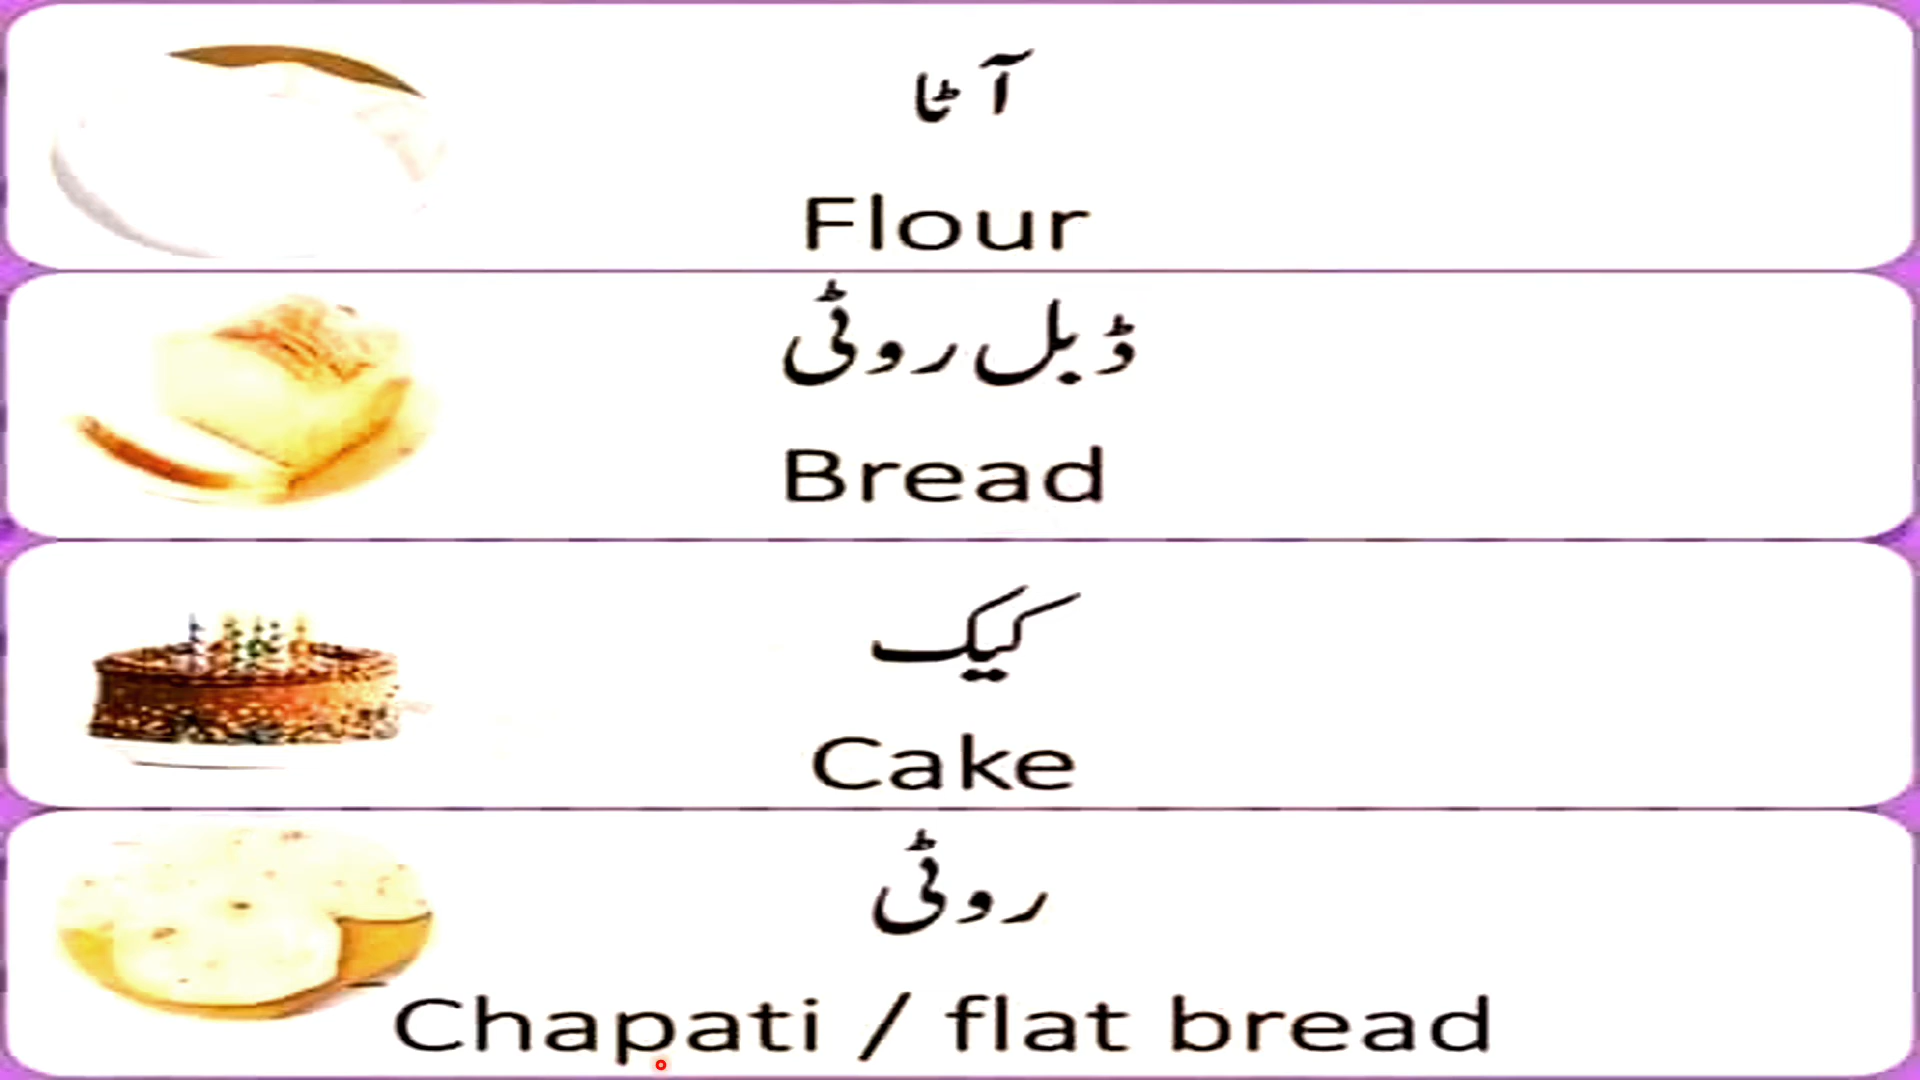 آٹا
Flour
ڈبل روٹی
Bread
کیک
Cake
روٹی
Chapati / flat bread